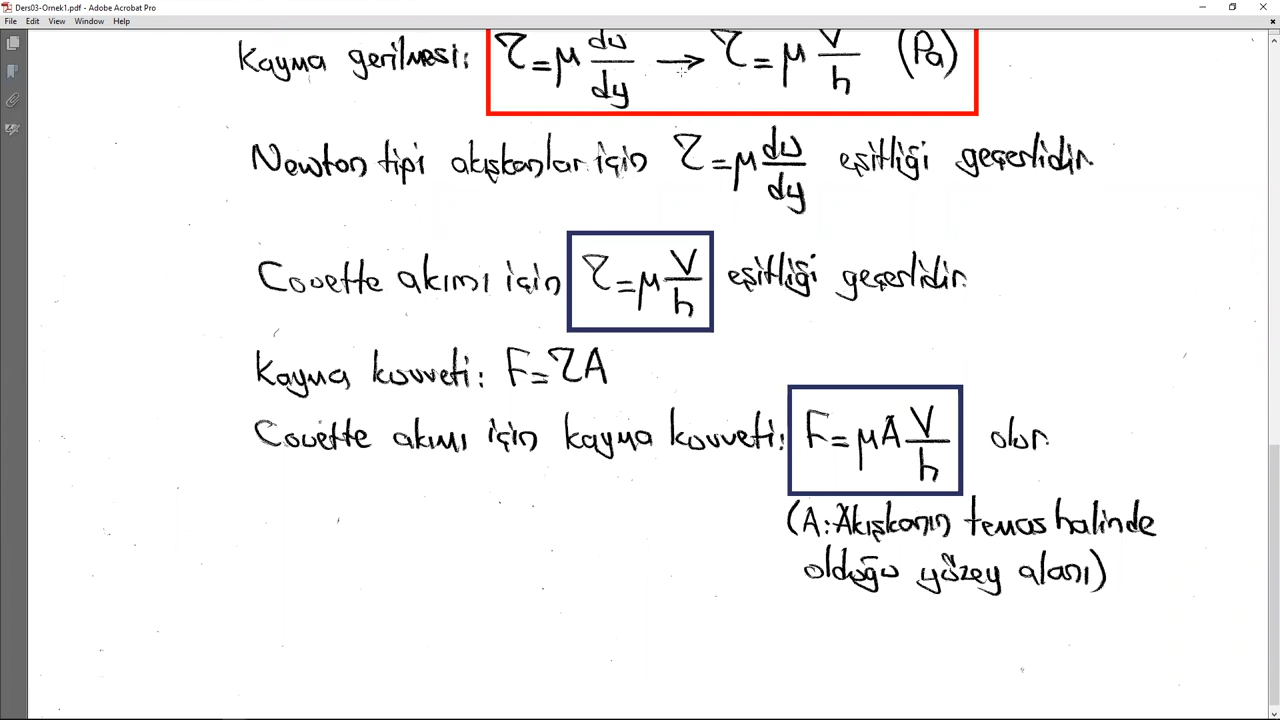 Ders03-Ornek1.pdf - Adobe Acrobat Pro
File Edit View Window Help
Kayma gerilmesi: τ=μ du/dy → τ=μ V/h (Pa)
Newton tipi akışkanlar için τ=μ du/dy eşitliği geçerlidir.
Couette akımı için τ=μ V/h eşitliği geçerlidir.
Kayma kuvveti: F=τA
Couette akımı için kayma kuvveti: F=μA V/h olur.
(A: Akışkanın temas halinde
olduğu yüzey alanı)